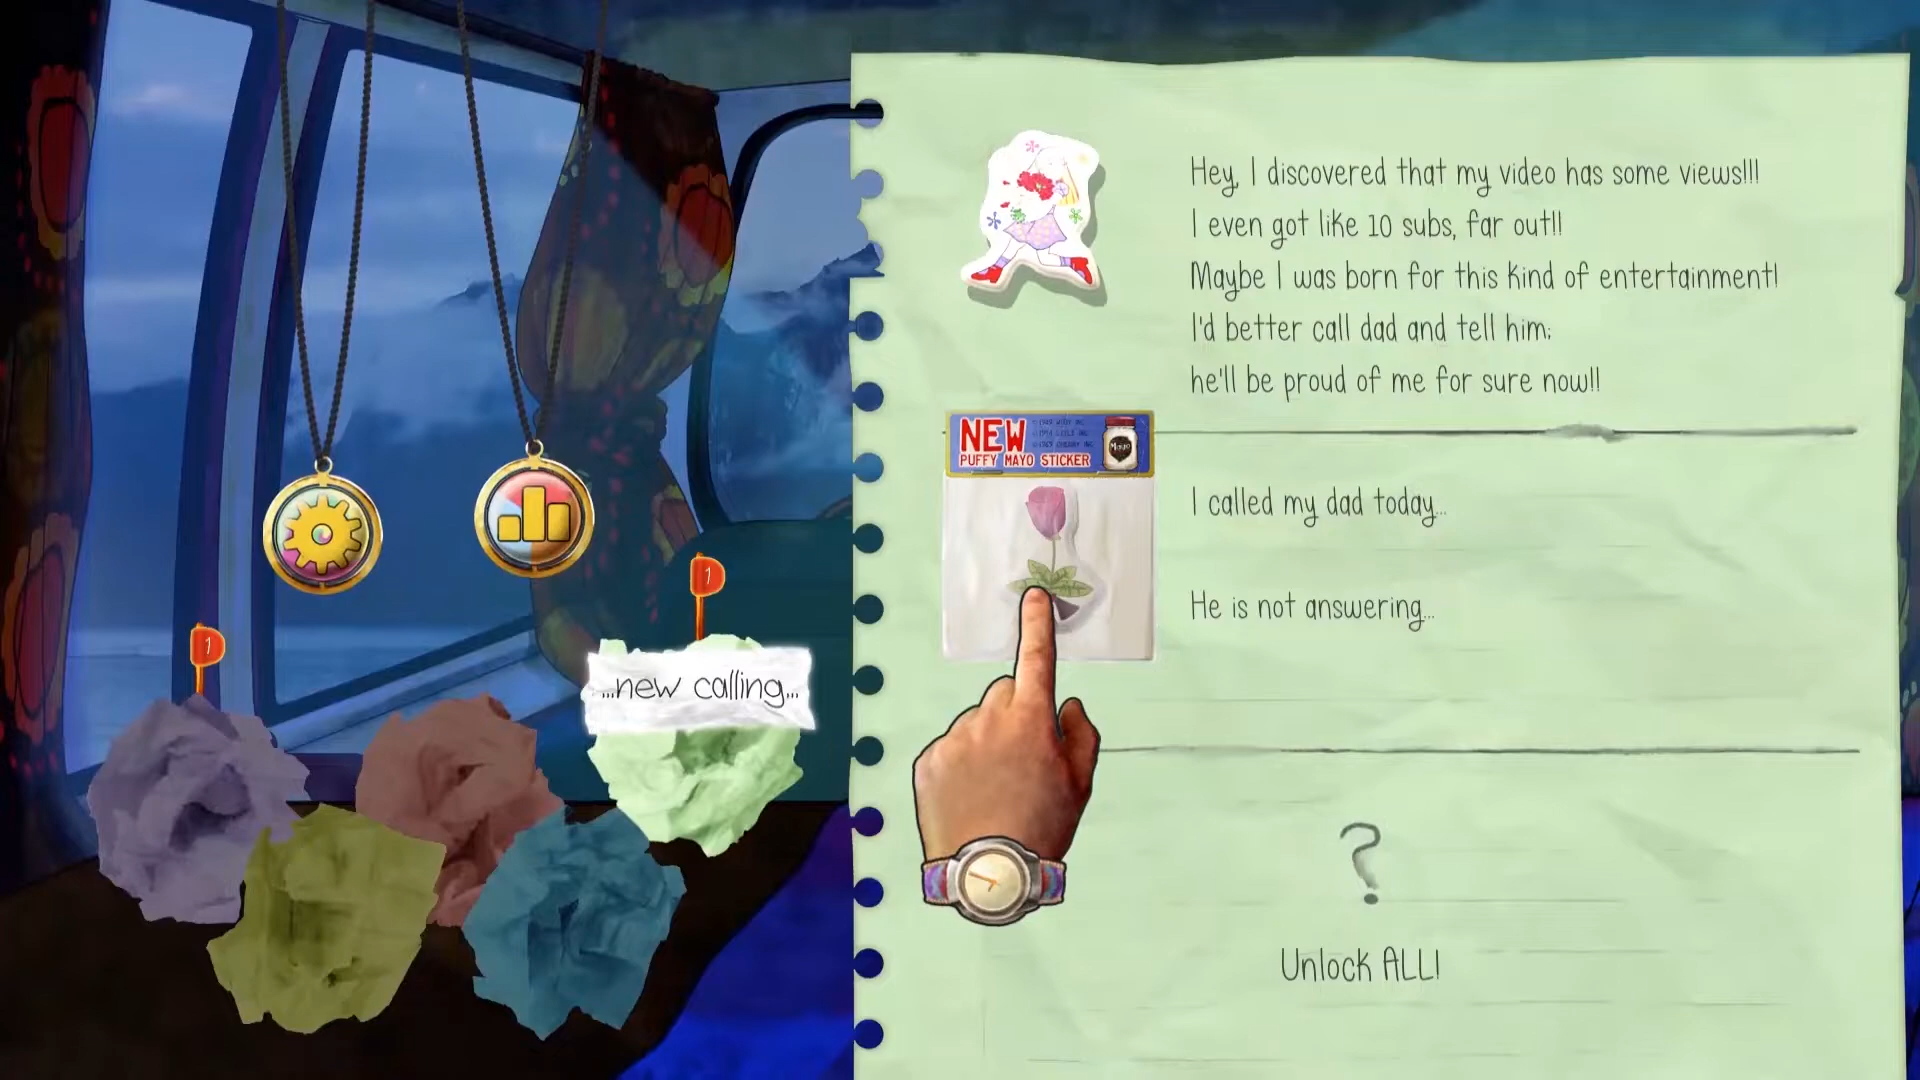 Hey, I discovered that my video has some views!!!
I even got like 10 subs, far out!!
Maybe I was born for this kind of entertainment!
I'd better call dad and tell him;
he'll be proud of me for sure now!!
NEW
PUFFY MAYO STICKER
Mayo
I called my dad today...
He is not answering...
1
1
...new calling...
?
Unlock ALL!